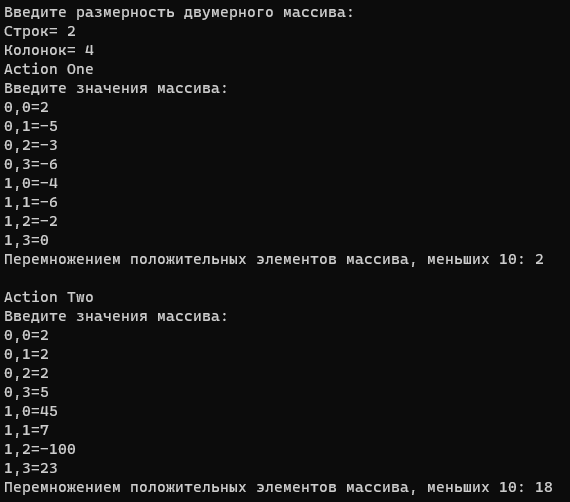 Введите размерность двумерного массива:
Строк= 2
Колонок= 4
Action One
Введите значения массива:
0,0=2
0,1=-5
0,2=-3
0,3=-6
1,0=-4
1,1=-6
1,2=-2
1,3=0
Перемножением положительных элементов массива, меньших 10: 2
Action Two
Введите значения массива:
0,0=2
0,1=2
0,2=2
0,3=5
1,0=45
1,1=7
1,2=-100
1,3=23
Перемножением положительных элементов массива, меньших 10: 18